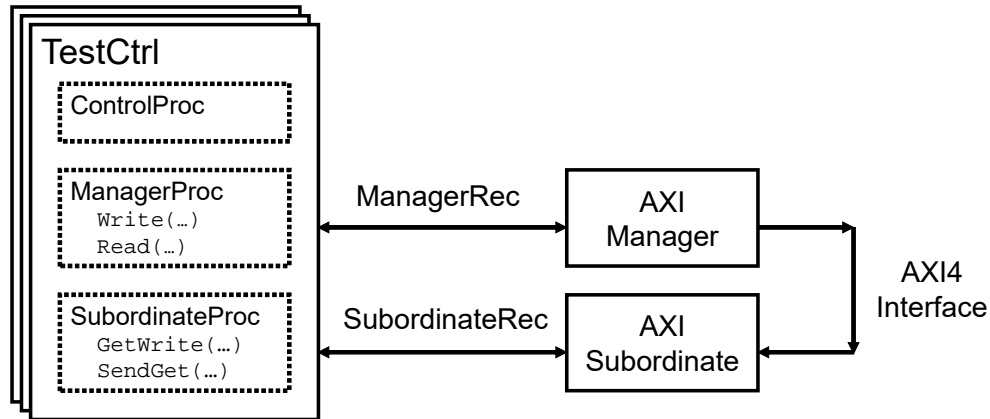 TestCtrl
ControlProc
ManagerProc
Write(…)
Read(…)
SubordinateProc
GetWrite(…)
SendGet(…)
ManagerRec
SubordinateRec
AXI
Manager
AXI
Subordinate
AXI4
Interface